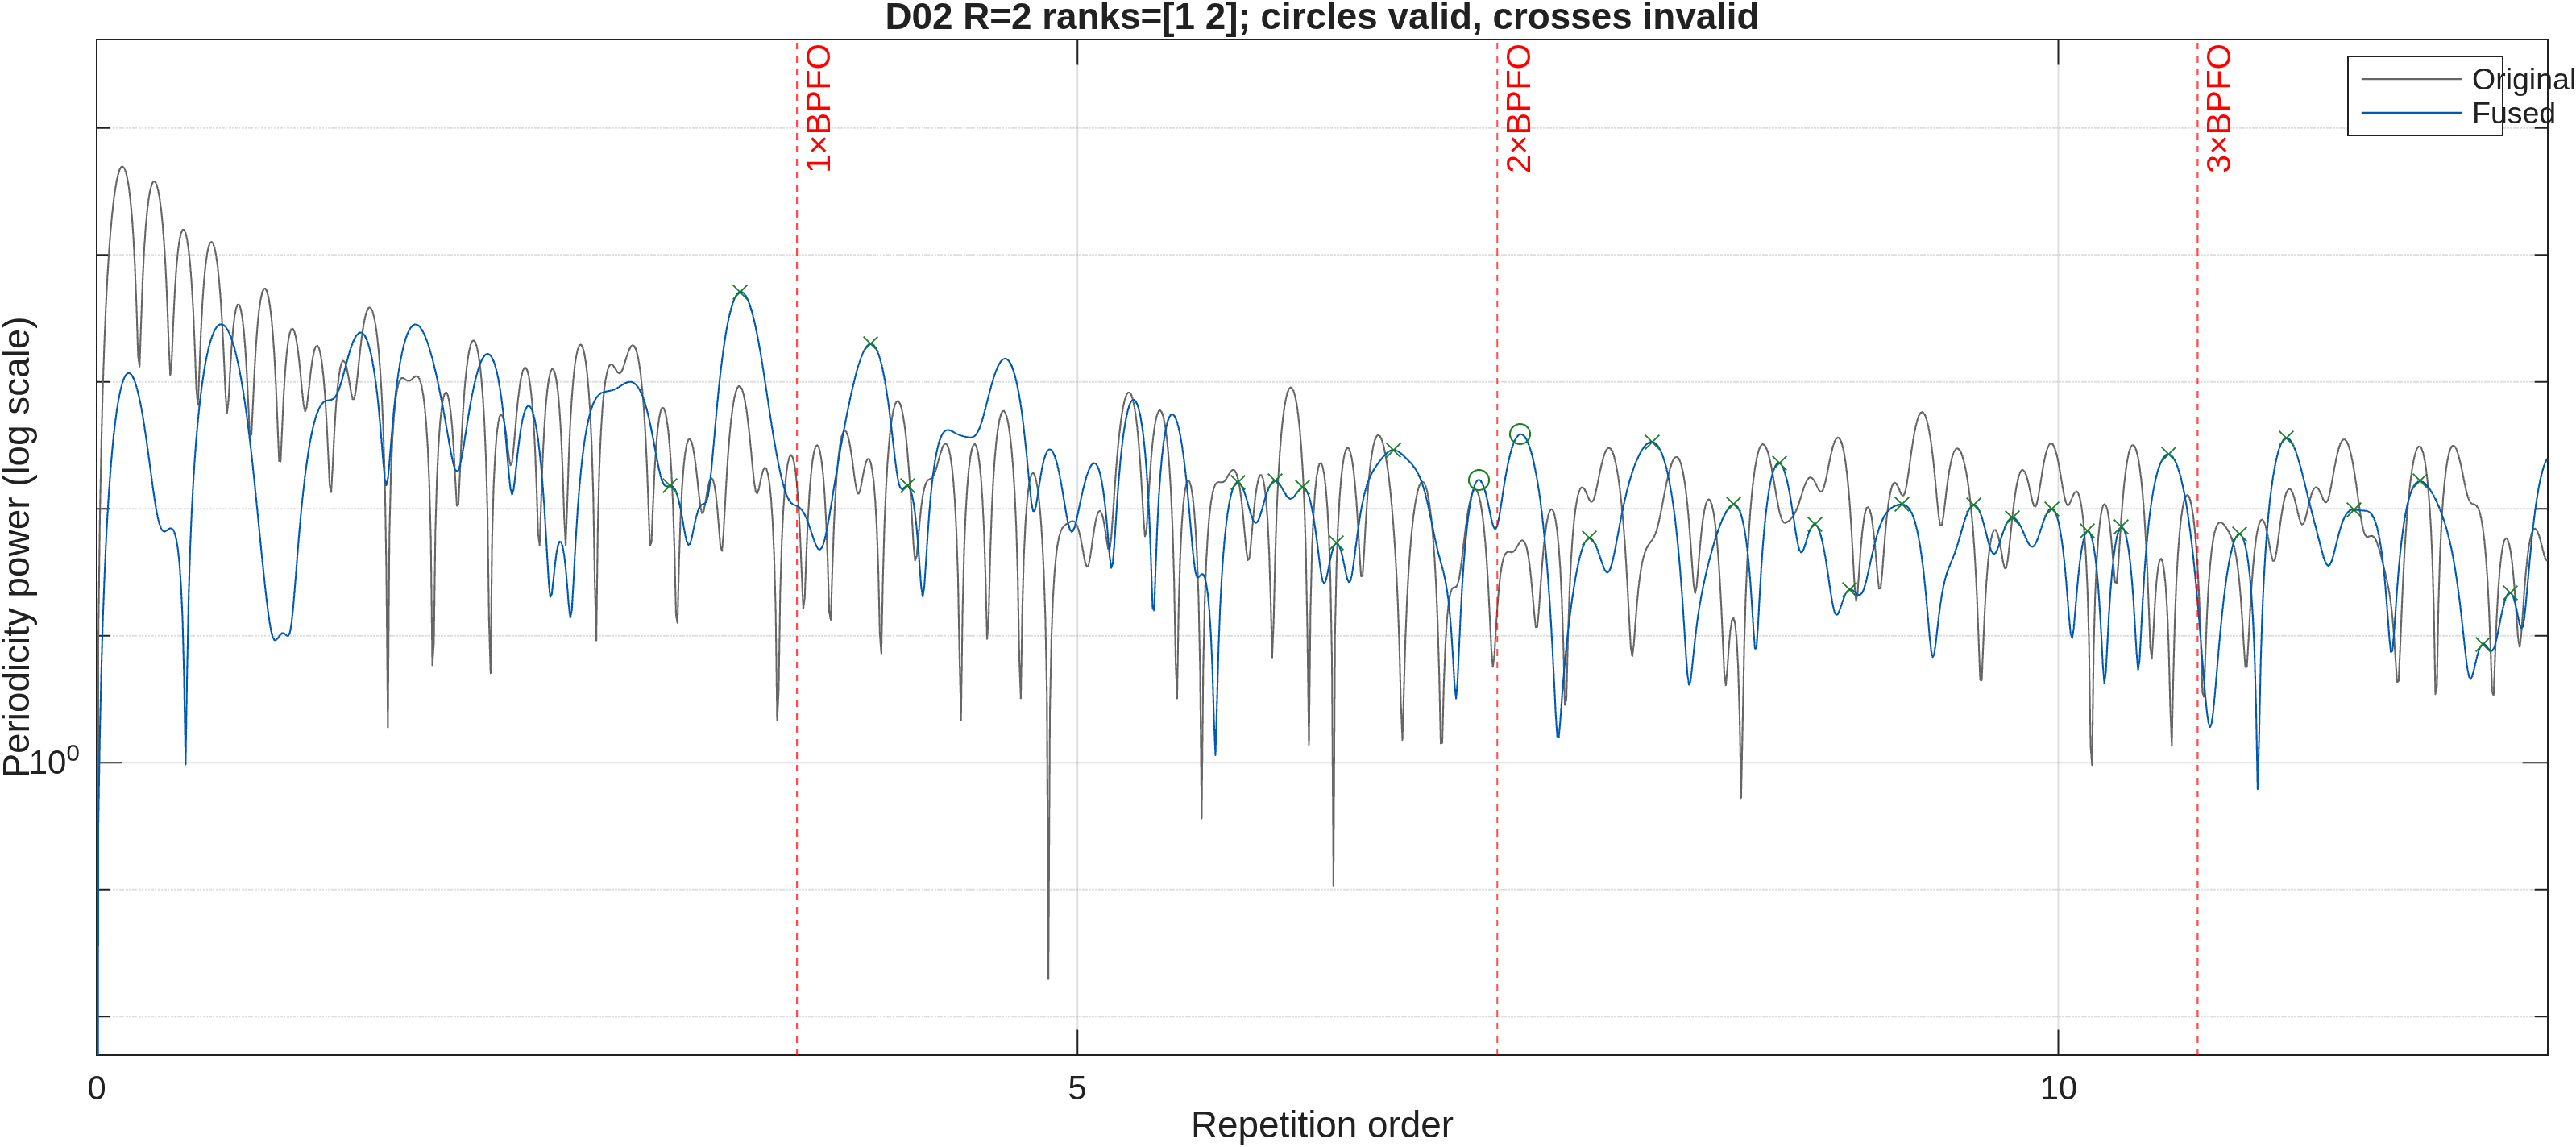 D02 R=2 ranks=[1 2]; circles valid, crosses invalid
1×BPFO
2×BPFO
3×BPFO
Original
Fused
Periodicity power (log scale)
10⁰
0
5
10
Repetition order